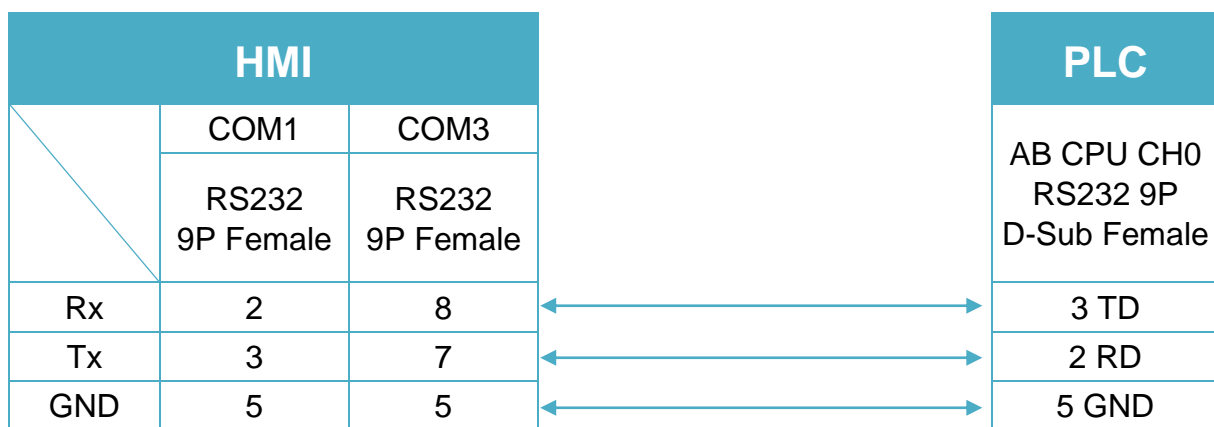 HMI
PLC
COM1
COM3
AB CPU CH0
RS232 9P
D-Sub Female
RS232
9P Female
RS232
9P Female
Rx 2 8 3 TD
Tx 3 7 2 RD
GND 5 5 5 GND